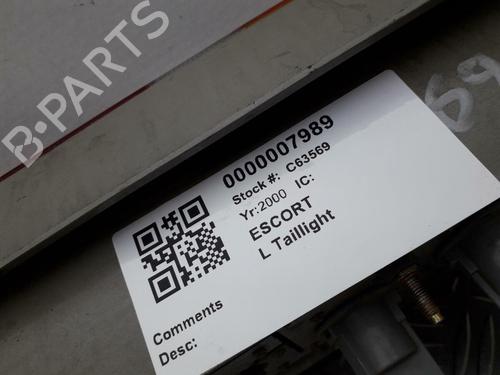 B-PARTS
69
0000007989
Stock #: C63569
Yr:2000 IC:
ESCORT
L Taillight
Comments
Desc: